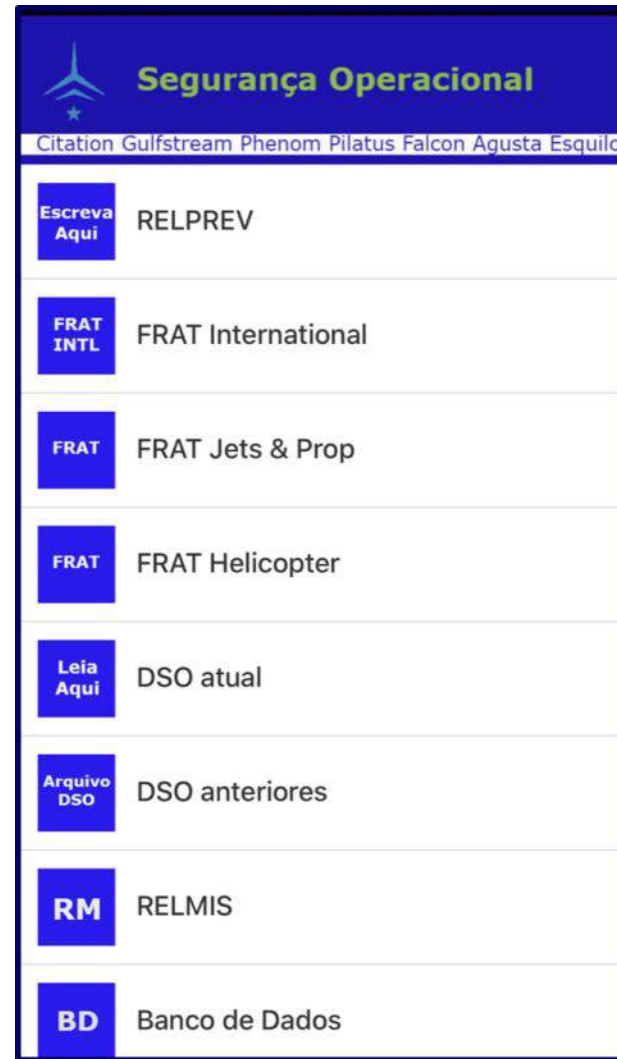 Segurança Operacional
Citation Gulfstream Phenom Pilatus Falcon Agusta Esquilo
Escreva
Aqui
RELPREV
FRAT
INTL
FRAT International
FRAT
FRAT Jets & Prop
FRAT
FRAT Helicopter
Leia
Aqui
DSO atual
Arquivo
DSO
DSO anteriores
RM
RELMIS
BD
Banco de Dados